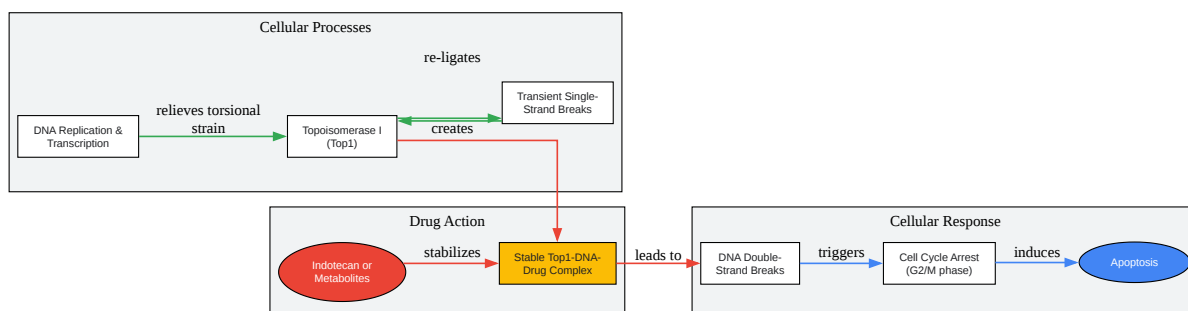 Cellular Processes
re-ligates
Transient Single-
Strand Breaks
relieves torsional
strain
creates
DNA Replication &
Transcription
Topoisomerase I
(Top1)
Drug Action
stabilizes
Indotecan or
Metabolites
Stable Top1-DNA-
Drug Complex
leads to
Cellular Response
DNA Double-
Strand Breaks
triggers
Cell Cycle Arrest
(G2/M phase)
induces
Apoptosis